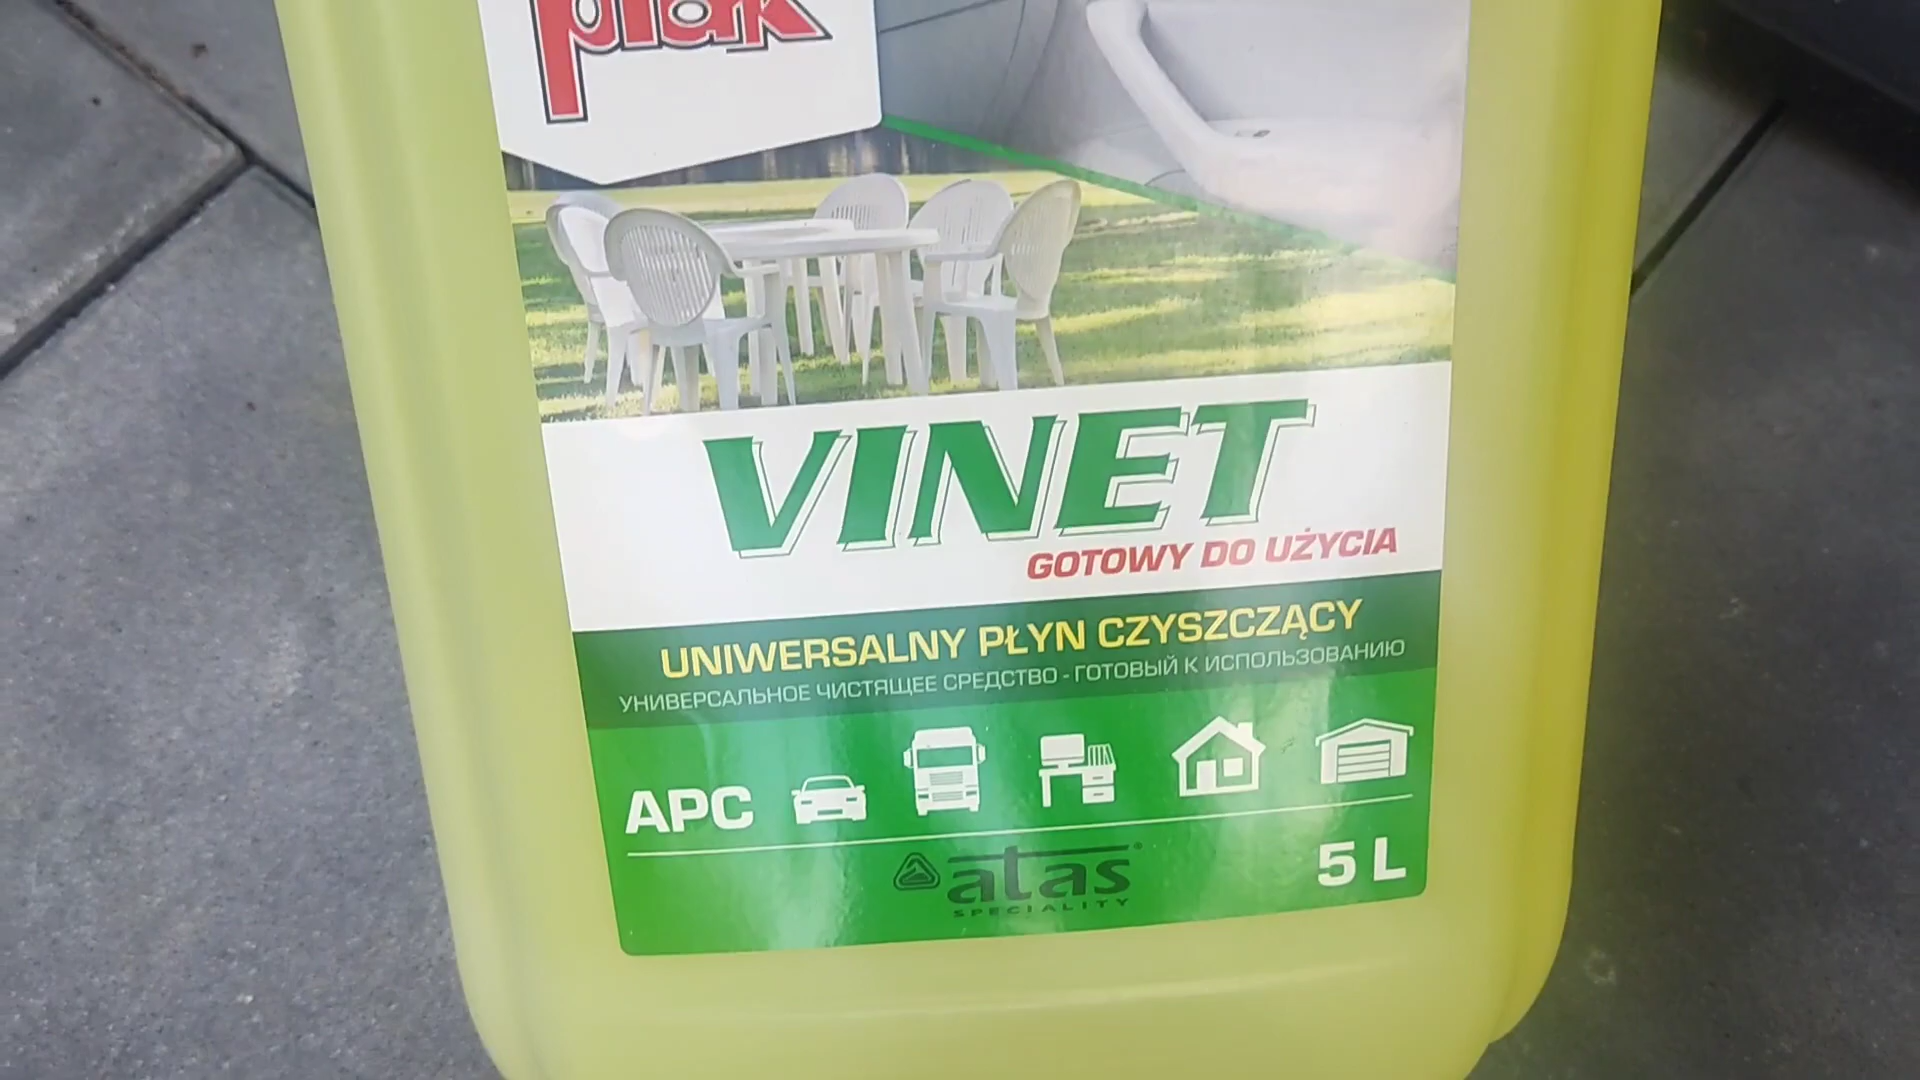 plak
VINET
GOTOWY DO UŻYCIA
UNIWERSALNY PŁYN CZYSZCZĄCY
УНИВЕРСАЛЬНОЕ ЧИСТЯЩЕЕ СРЕДСТВО - ГОТОВЫЙ К ИСПОЛЬЗОВАНИЮ
APC
atas®
SPECIALITY
5 L